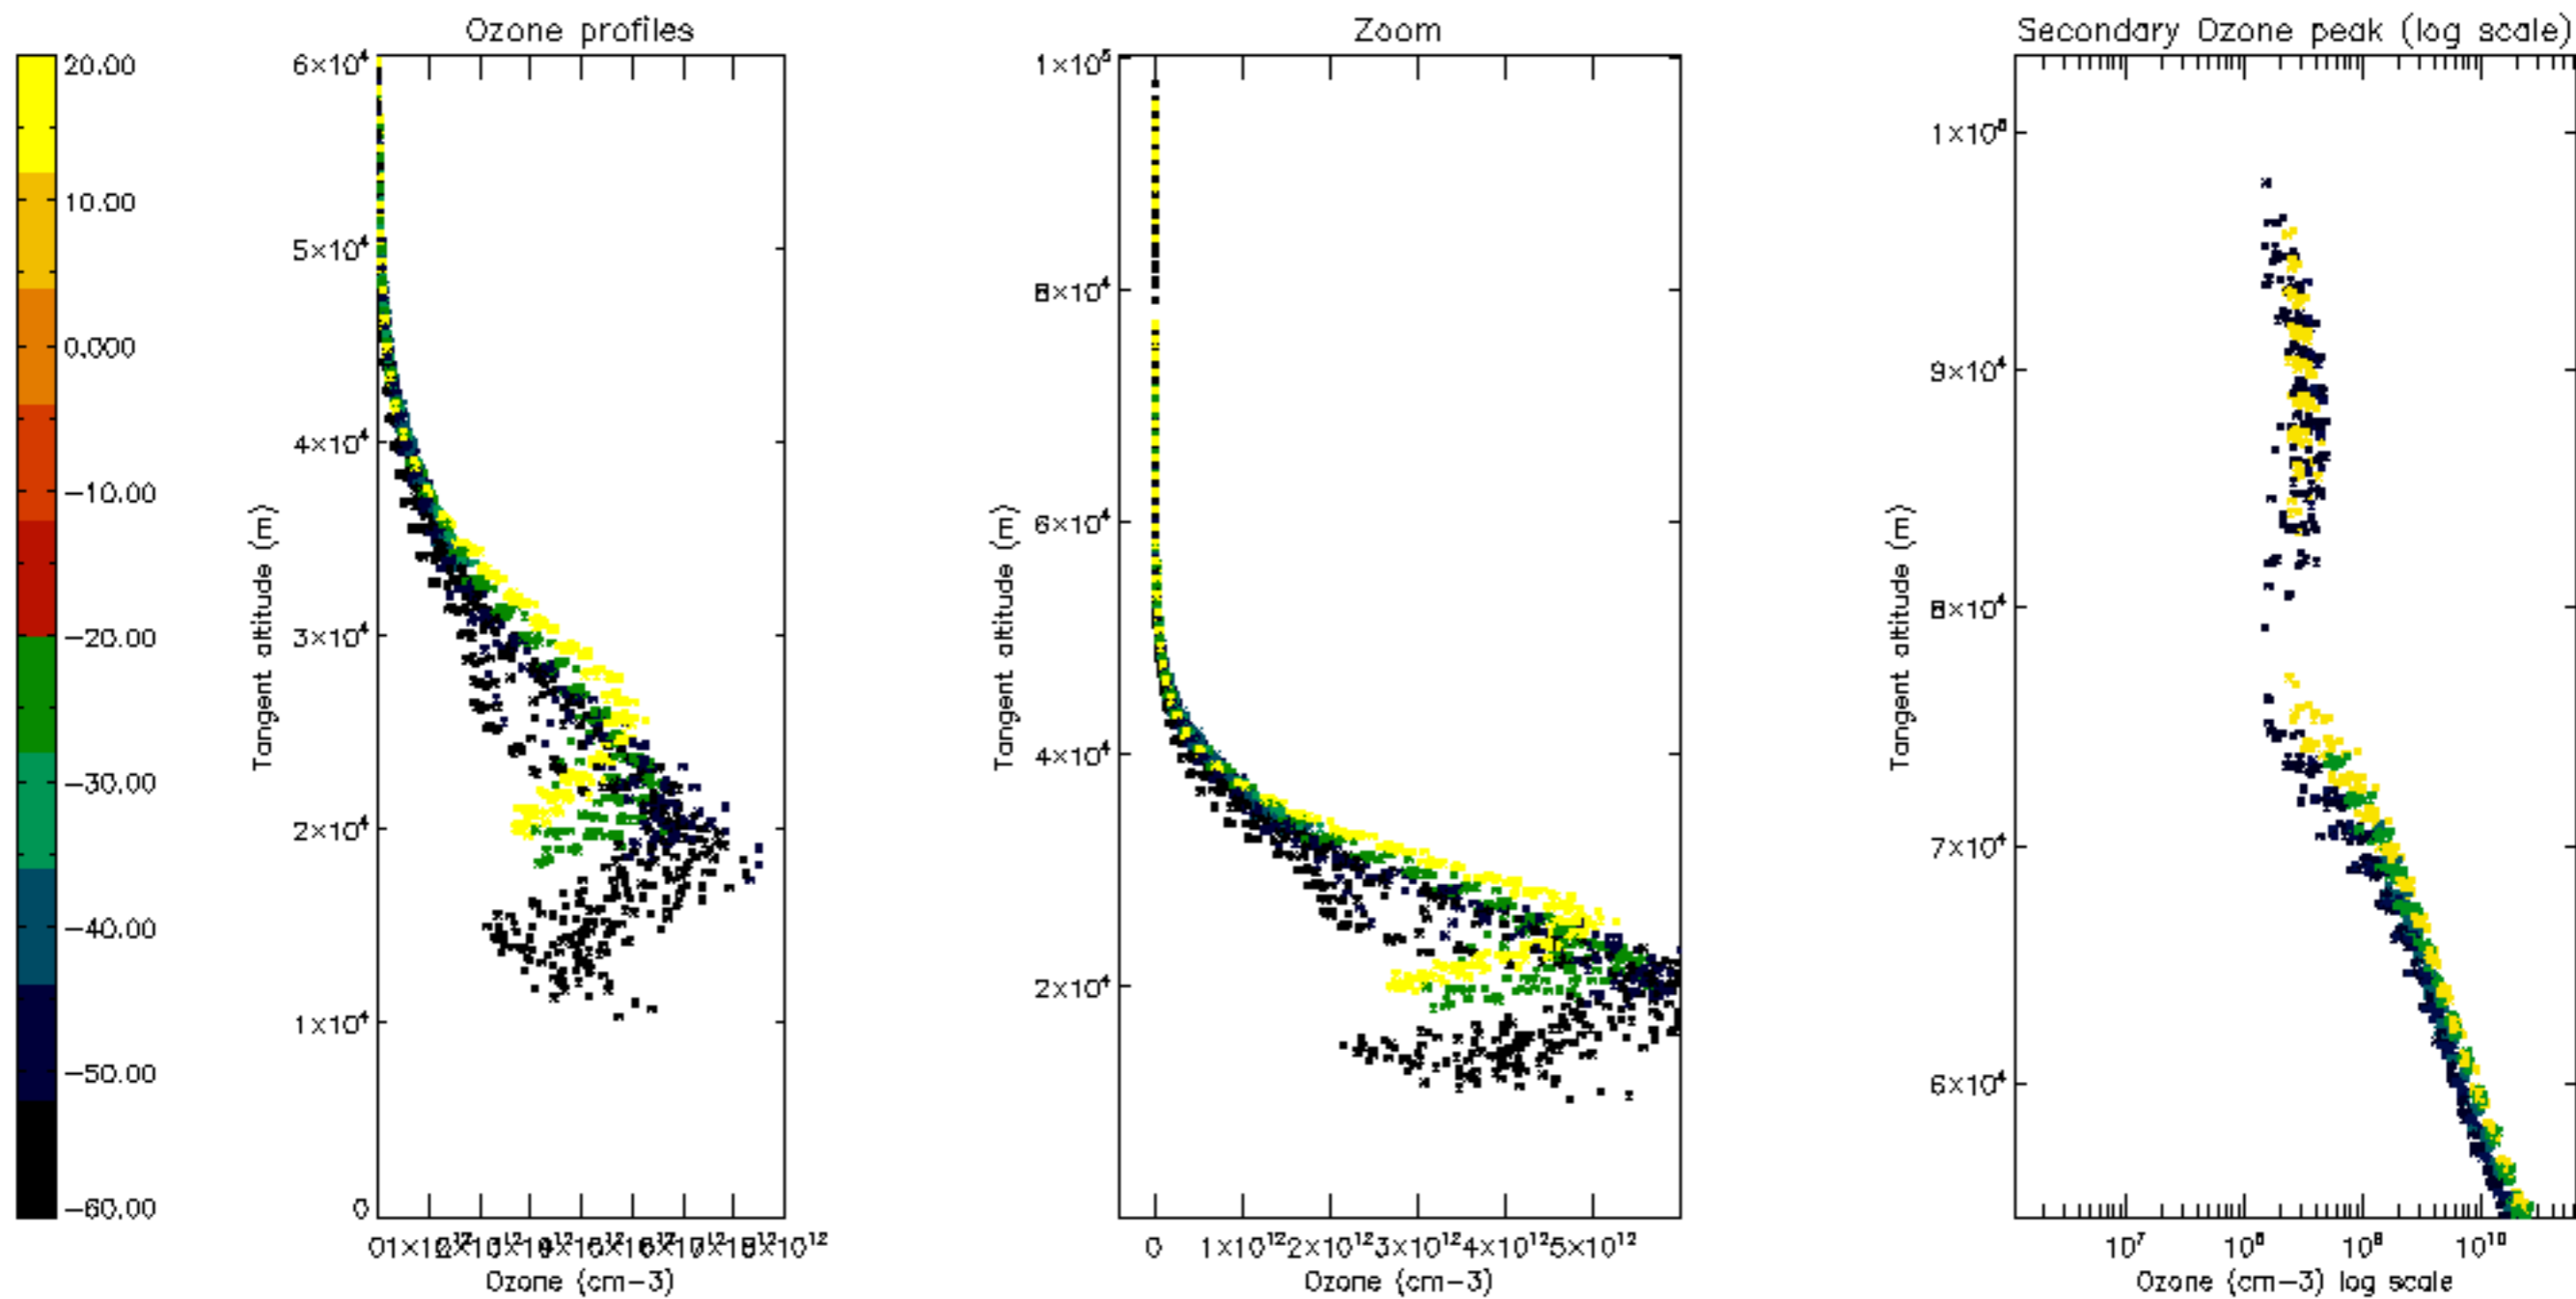 20.00
10.00
0.000
−10.00
−20.00
−30.00
−40.00
−50.00
−60.00
Ozone profiles
6×10⁴
5×10⁴
4×10⁴
3×10⁴
2×10⁴
1×10⁴
0
Tangent altitude (m)
8×10¹²
Ozone (cm−3)
Zoom
1×10⁵
8×10⁴
6×10⁴
4×10⁴
2×10⁴
Tangent altitude (m)
0 1×10¹² 2×10¹² 3×10¹² 4×10¹² 5×10¹²
Ozone (cm−3)
Secondary Ozone peak (log scale)
9×10⁴
8×10⁴
7×10⁴
6×10⁴
Tangent altitude (m)
10⁷ 10⁸ 10⁹ 10¹⁰
Ozone (cm−3) log scale